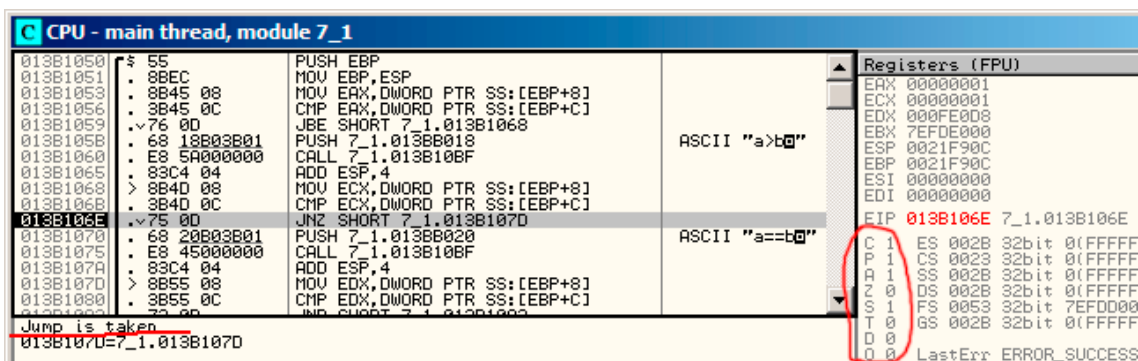 C CPU - main thread, module 7_1
013B1050 $ 55 PUSH EBP
013B1051 . 8BEC MOV EBP,ESP
013B1053 . 8B45 08 MOV EAX,DWORD PTR SS:[EBP+8]
013B1056 . 3B45 0C CMP EAX,DWORD PTR SS:[EBP+C]
013B1059 .v76 0D JBE SHORT 7_1.013B1068
013B105B . 68 18B03B01 PUSH 7_1.013BB018 ASCII "a>b◙"
013B1060 . E8 5A000000 CALL 7_1.013B10BF
013B1065 . 83C4 04 ADD ESP,4
013B1068 > 8B4D 08 MOV ECX,DWORD PTR SS:[EBP+8]
013B106B . 3B4D 0C CMP ECX,DWORD PTR SS:[EBP+C]
013B106E .v75 0D JNZ SHORT 7_1.013B107D
013B1070 . 68 20B03B01 PUSH 7_1.013BB020 ASCII "a==b◙"
013B1075 . E8 45000000 CALL 7_1.013B10BF
013B107A . 83C4 04 ADD ESP,4
013B107D > 8B55 08 MOV EDX,DWORD PTR SS:[EBP+8]
013B1080 . 3B55 0C CMP EDX,DWORD PTR SS:[EBP+C]
Jump is taken
013B107D=7_1.013B107D
Registers (FPU)
EAX 00000001
ECX 00000001
EDX 000FE0D8
EBX 7EFDE000
ESP 0021F90C
EBP 0021F90C
ESI 00000000
EDI 00000000
EIP 013B106E 7_1.013B106E
C 1 ES 002B 32bit 0(FFFFF
P 1 CS 0023 32bit 0(FFFFF
A 1 SS 002B 32bit 0(FFFFF
Z 0 DS 002B 32bit 0(FFFFF
S 1 FS 0053 32bit 7EFDD00
T 0 GS 002B 32bit 0(FFFFF
D 0
O 0 LastErr ERROR_SUCCESS